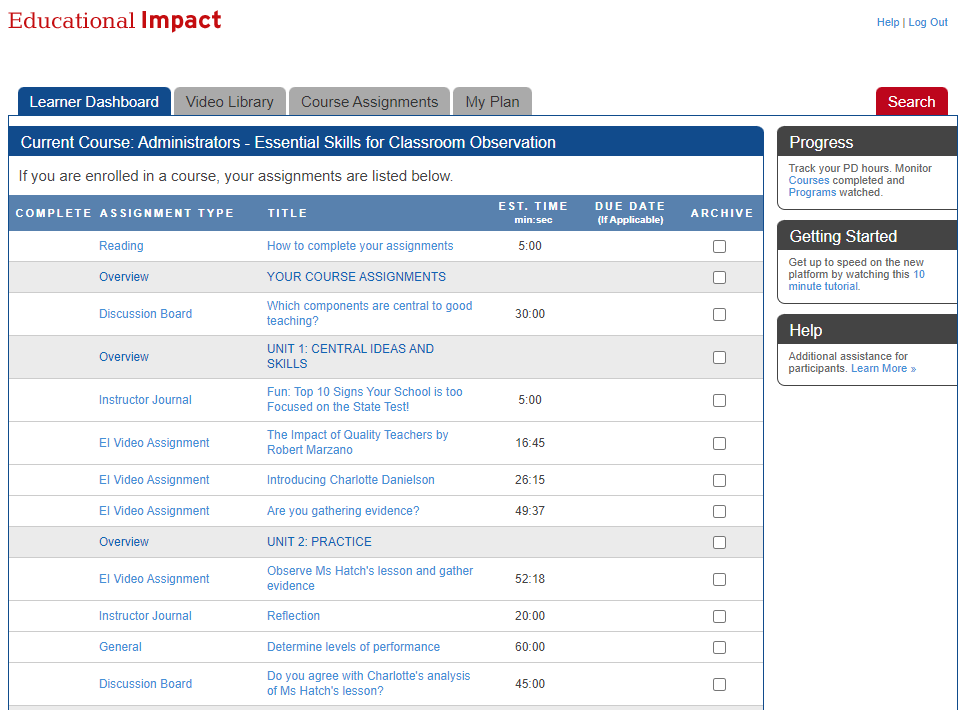 Educational Impact
Help | Log Out
Learner Dashboard
Video Library
Course Assignments
My Plan
Search
Current Course: Administrators - Essential Skills for Classroom Observation
If you are enrolled in a course, your assignments are listed below.
COMPLETE ASSIGNMENT TYPE TITLE EST. TIME DUE DATE ARCHIVE
min:sec (If Applicable)
Reading How to complete your assignments 5:00
Overview YOUR COURSE ASSIGNMENTS
Discussion Board Which components are central to good 30:00
teaching?
Overview UNIT 1: CENTRAL IDEAS AND
SKILLS
Instructor Journal Fun: Top 10 Signs Your School is too 5:00
Focused on the State Test!
EI Video Assignment The Impact of Quality Teachers by 16:45
Robert Marzano
EI Video Assignment Introducing Charlotte Danielson 26:15
EI Video Assignment Are you gathering evidence? 49:37
Overview UNIT 2: PRACTICE
EI Video Assignment Observe Ms Hatch's lesson and gather 52:18
evidence
Instructor Journal Reflection 20:00
General Determine levels of performance 60:00
Discussion Board Do you agree with Charlotte's analysis 45:00
of Ms Hatch's lesson?
Progress
Track your PD hours. Monitor
Courses completed and
Programs watched.
Getting Started
Get up to speed on the new
platform by watching this 10
minute tutorial.
Help
Additional assistance for
participants. Learn More »